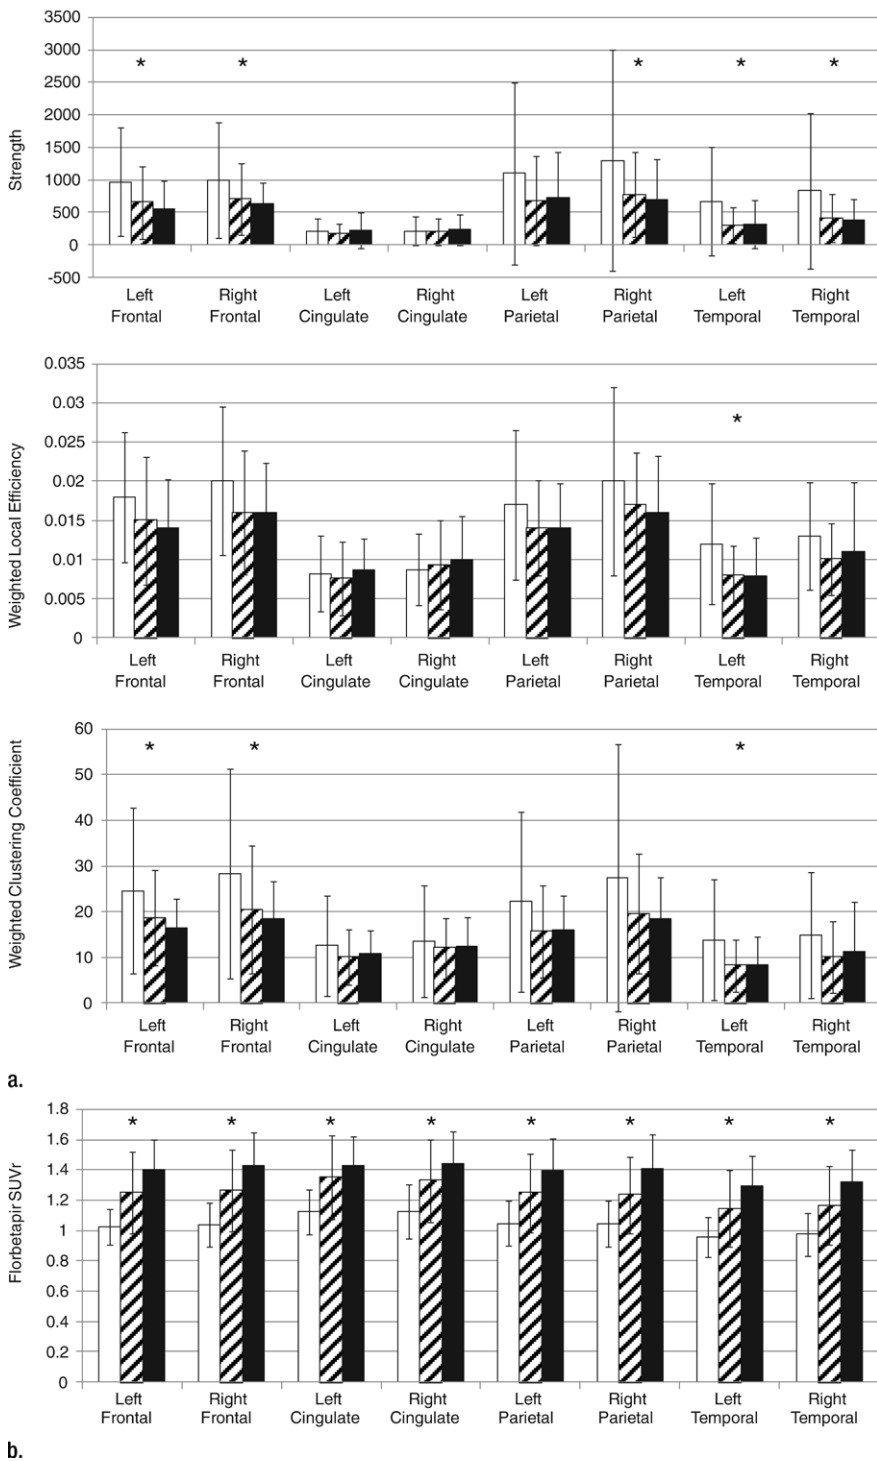 3500
3000
2500
2000
1500
1000
500
0
-500
Strength
* * * * *
Left Right Left Right Left Right Left Right
Frontal Frontal Cingulate Cingulate Parietal Parietal Temporal Temporal
0.035
0.03
0.025
0.02
0.015
0.01
0.005
0
Weighted Local Efficiency
*
Left Right Left Right Left Right Left Right
Frontal Frontal Cingulate Cingulate Parietal Parietal Temporal Temporal
60
50
40
30
20
10
0
Weighted Clustering Coefficient
* * *
Left Right Left Right Left Right Left Right
Frontal Frontal Cingulate Cingulate Parietal Parietal Temporal Temporal
a.
1.8
1.6
1.4
1.2
1
0.8
0.6
0.4
0.2
0
Florbetapir SUVr
* * * * * * * *
Left Right Left Right Left Right Left Right
Frontal Frontal Cingulate Cingulate Parietal Parietal Temporal Temporal
b.